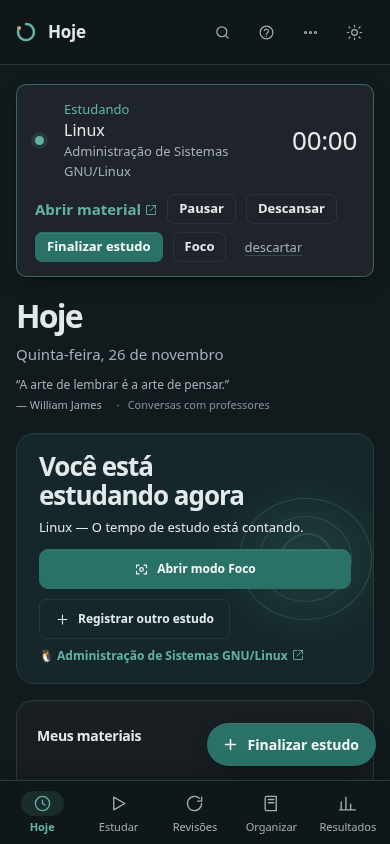 Hoje
Estudando
Linux
Administração de Sistemas
GNU/Linux
00:00
Abrir material
Pausar
Descansar
Finalizar estudo
Foco
descartar
Hoje
Quinta-feira, 26 de novembro
“A arte de lembrar é a arte de pensar.”
— William James · Conversas com professores
Você está
estudando agora
Linux — O tempo de estudo está contando.
Abrir modo Foco
Registrar outro estudo
Administração de Sistemas GNU/Linux
Meus materiais
Finalizar estudo
Hoje
Estudar
Revisões
Organizar
Resultados